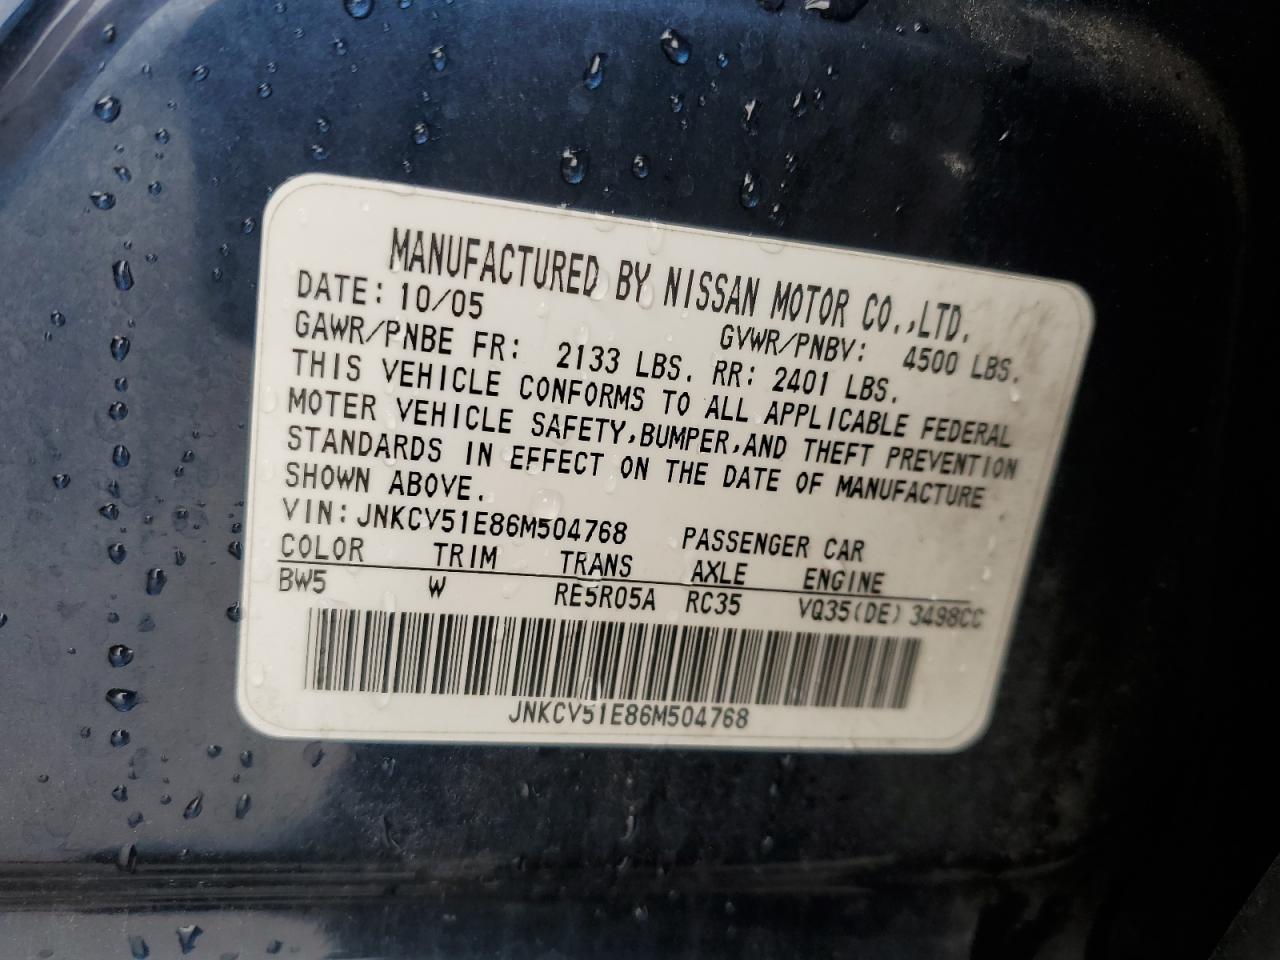 MANUFACTURED BY NISSAN MOTOR CO.,LTD.
DATE: 10/05 GVWR/PNBV: 4500 LBS.
GAWR/PNBE FR: 2133 LBS. RR: 2401 LBS.
THIS VEHICLE CONFORMS TO ALL APPLICABLE FEDERAL
MOTER VEHICLE SAFETY,BUMPER,AND THEFT PREVENTION
STANDARDS IN EFFECT ON THE DATE OF MANUFACTURE
SHOWN ABOVE.
VIN: JNKCV51E86M504768 PASSENGER CAR
COLOR TRIM TRANS AXLE ENGINE
BW5 W RE5R05A RC35 VQ35(DE) 3498CC
JNKCV51E86M504768